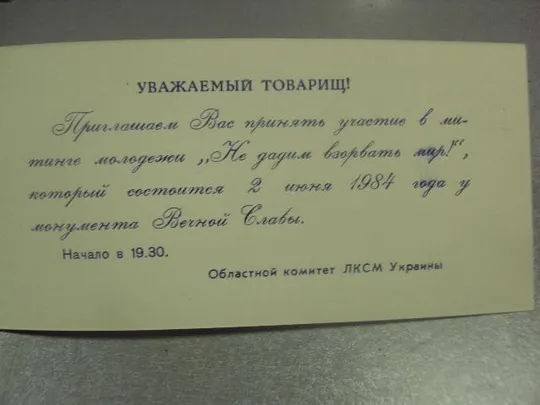 УВАЖАЕМЫЙ ТОВАРИЩ!
Приглашаем Вас принять участие в ми-
тинге молодежи „Не дадим взорвать мир!“,
который состоится 2 июня 1984 года у
монумента Вечной Славы.
Начало в 19.30.
Областной комитет ЛКСМ Украины